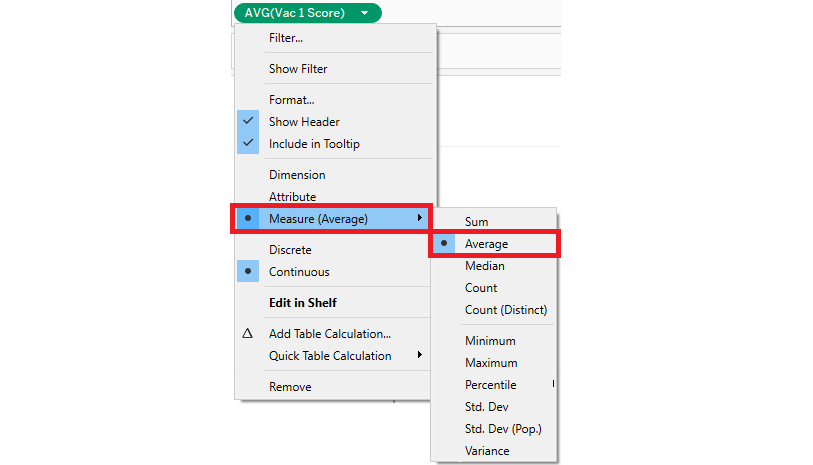 AVG(Vac 1 Score)
Filter...
Show Filter
Format...
Show Header
Include in Tooltip
Dimension
Attribute
Measure (Average)
Discrete
Continuous
Edit in Shelf
Add Table Calculation...
Quick Table Calculation
Remove
Sum
Average
Median
Count
Count (Distinct)
Minimum
Maximum
Percentile
Std. Dev
Std. Dev (Pop.)
Variance